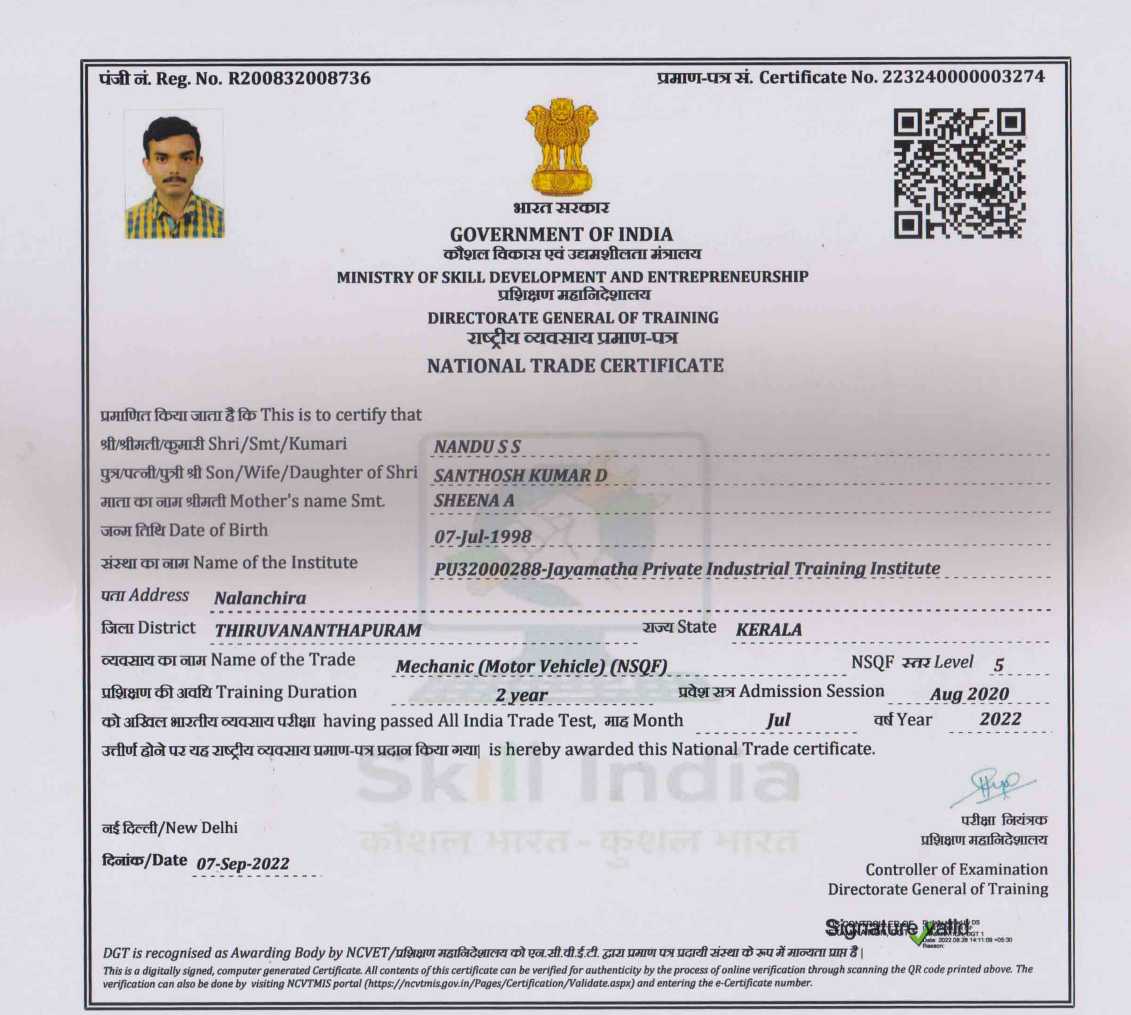 पंजी नं. Reg. No. R200832008736
प्रमाण-पत्र सं. Certificate No. 223240000003274
भारत सरकार
GOVERNMENT OF INDIA
कौशल विकास एवं उद्यमशीलता मंत्रालय
MINISTRY OF SKILL DEVELOPMENT AND ENTREPRENEURSHIP
प्रशिक्षण महानिदेशालय
DIRECTORATE GENERAL OF TRAINING
राष्ट्रीय व्यवसाय प्रमाण-पत्र
NATIONAL TRADE CERTIFICATE
प्रमाणित किया जाता है कि This is to certify that
श्री/श्रीमती/कुमारी Shri/Smt/Kumari NANDU S S
पुत्र/पत्नी/पुत्री श्री Son/Wife/Daughter of Shri SANTHOSH KUMAR D
माता का नाम श्रीमती Mother's name Smt. SHEENA A
जन्म तिथि Date of Birth 07-Jul-1998
संस्था का नाम Name of the Institute PU32000288-Jayamatha Private Industrial Training Institute
पता Address Nalanchira
जिला District THIRUVANANTHAPURAM राज्य State KERALA
व्यवसाय का नाम Name of the Trade Mechanic (Motor Vehicle) (NSQF) NSQF स्तर Level 5
प्रशिक्षण की अवधि Training Duration 2 year प्रवेश सत्र Admission Session Aug 2020
को अखिल भारतीय व्यवसाय परीक्षा having passed All India Trade Test, माह Month Jul वर्ष Year 2022
उत्तीर्ण होने पर यह राष्ट्रीय व्यवसाय प्रमाण-पत्र प्रदान किया गया| is hereby awarded this National Trade certificate.
Skill India
कौशल भारत - कुशल भारत
नई दिल्ली/New Delhi
दिनांक/Date 07-Sep-2022
परीक्षा नियंत्रक
प्रशिक्षण महानिदेशालय
Controller of Examination
Directorate General of Training
Signature valid
Date: 2022.09.28 14:11:09 +05:30
Reason:
DGT is recognised as Awarding Body by NCVET/प्रशिक्षण महानिदेशालय को एन.सी.वी.ई.टी. द्वारा प्रमाण पत्र प्रदायी संस्था के रूप में मान्यता प्राप्त है |
This is a digitally signed, computer generated Certificate. All contents of this certificate can be verified for authenticity by the process of online verification through scanning the QR code printed above. The
verification can also be done by visiting NCVTMIS portal (https://ncvtmis.gov.in/Pages/Certification/Validate.aspx) and entering the e-Certificate number.